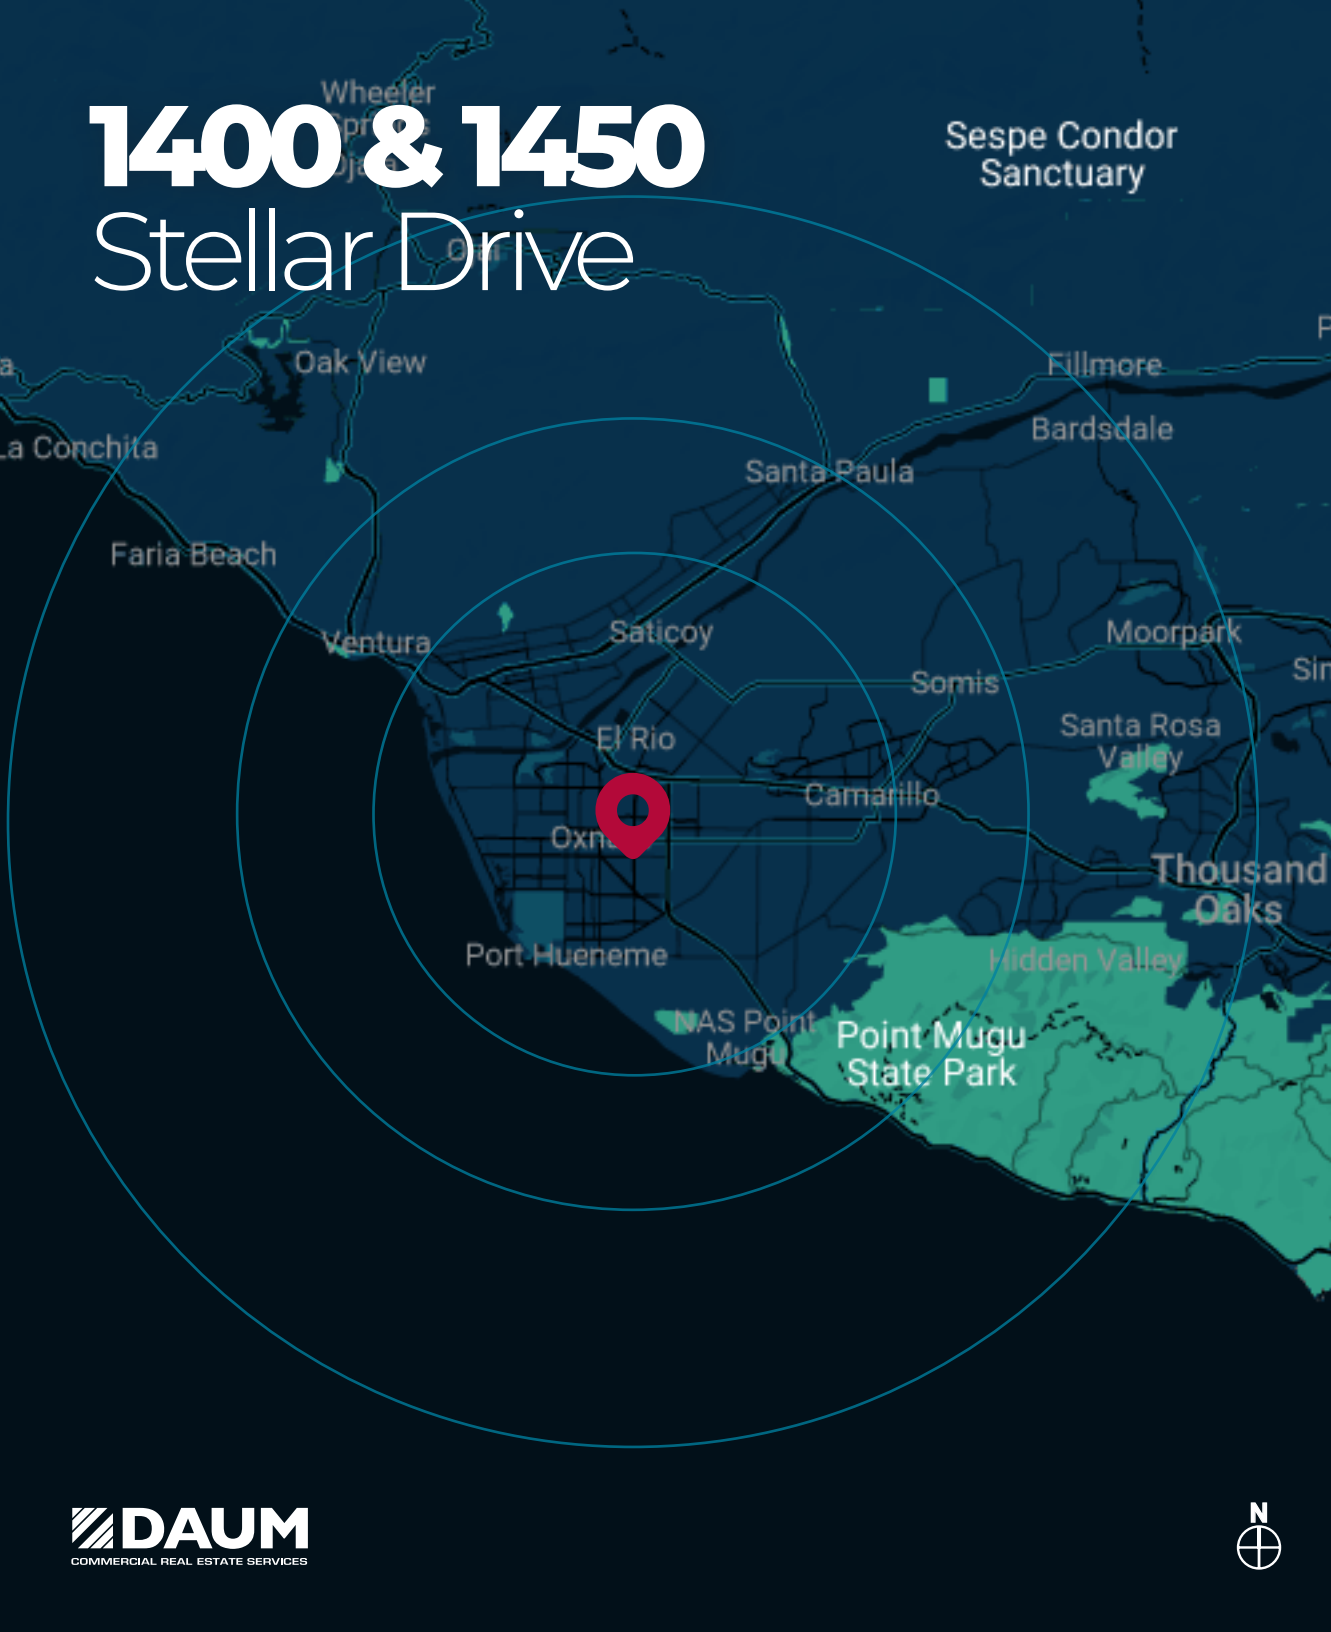 Wheeler
1400 & 1450
Stellar Drive
Sespe Condor
Sanctuary
Oak View
Fillmore
Bardsdale
La Conchita
Santa Paula
Faria Beach
Ventura
Saticoy
Moorpark
Somis
Santa Rosa
Valley
El Rio
Camarillo
Thousand
Oaks
Port Hueneme
Hidden Valley
NAS Point
Mugu
Point Mugu
State Park
DAUM
COMMERCIAL REAL ESTATE SERVICES
N